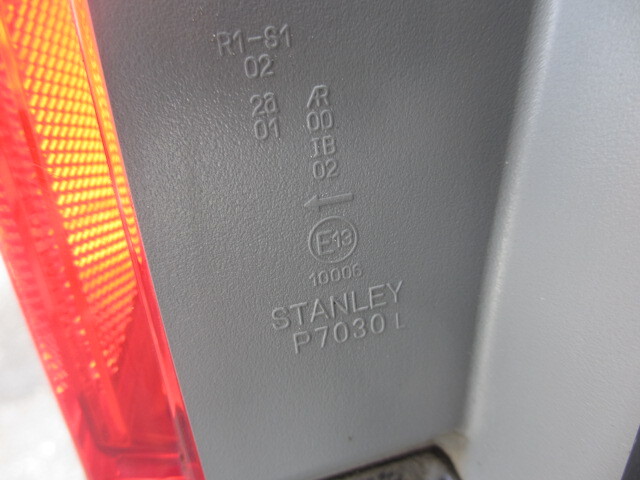 R1-S1
02
2a
01
AR
00
IB
02
E13
10006
STANLEY
P7030 L